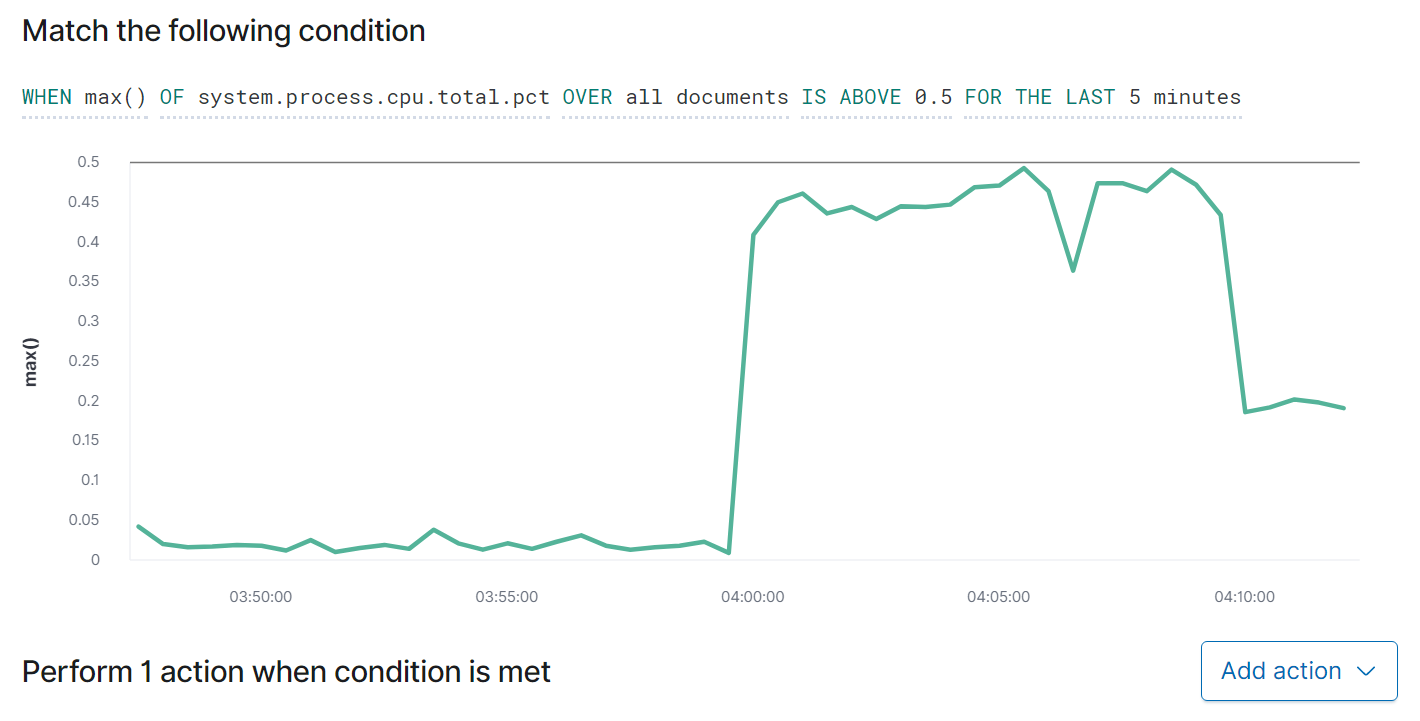 Match the following condition
WHEN max() OF system.process.cpu.total.pct OVER all documents IS ABOVE 0.5 FOR THE LAST 5 minutes
max()
0.5
0.45
0.4
0.35
0.3
0.25
0.2
0.15
0.1
0.05
0
03:50:00 03:55:00 04:00:00 04:05:00 04:10:00
Perform 1 action when condition is met
Add action